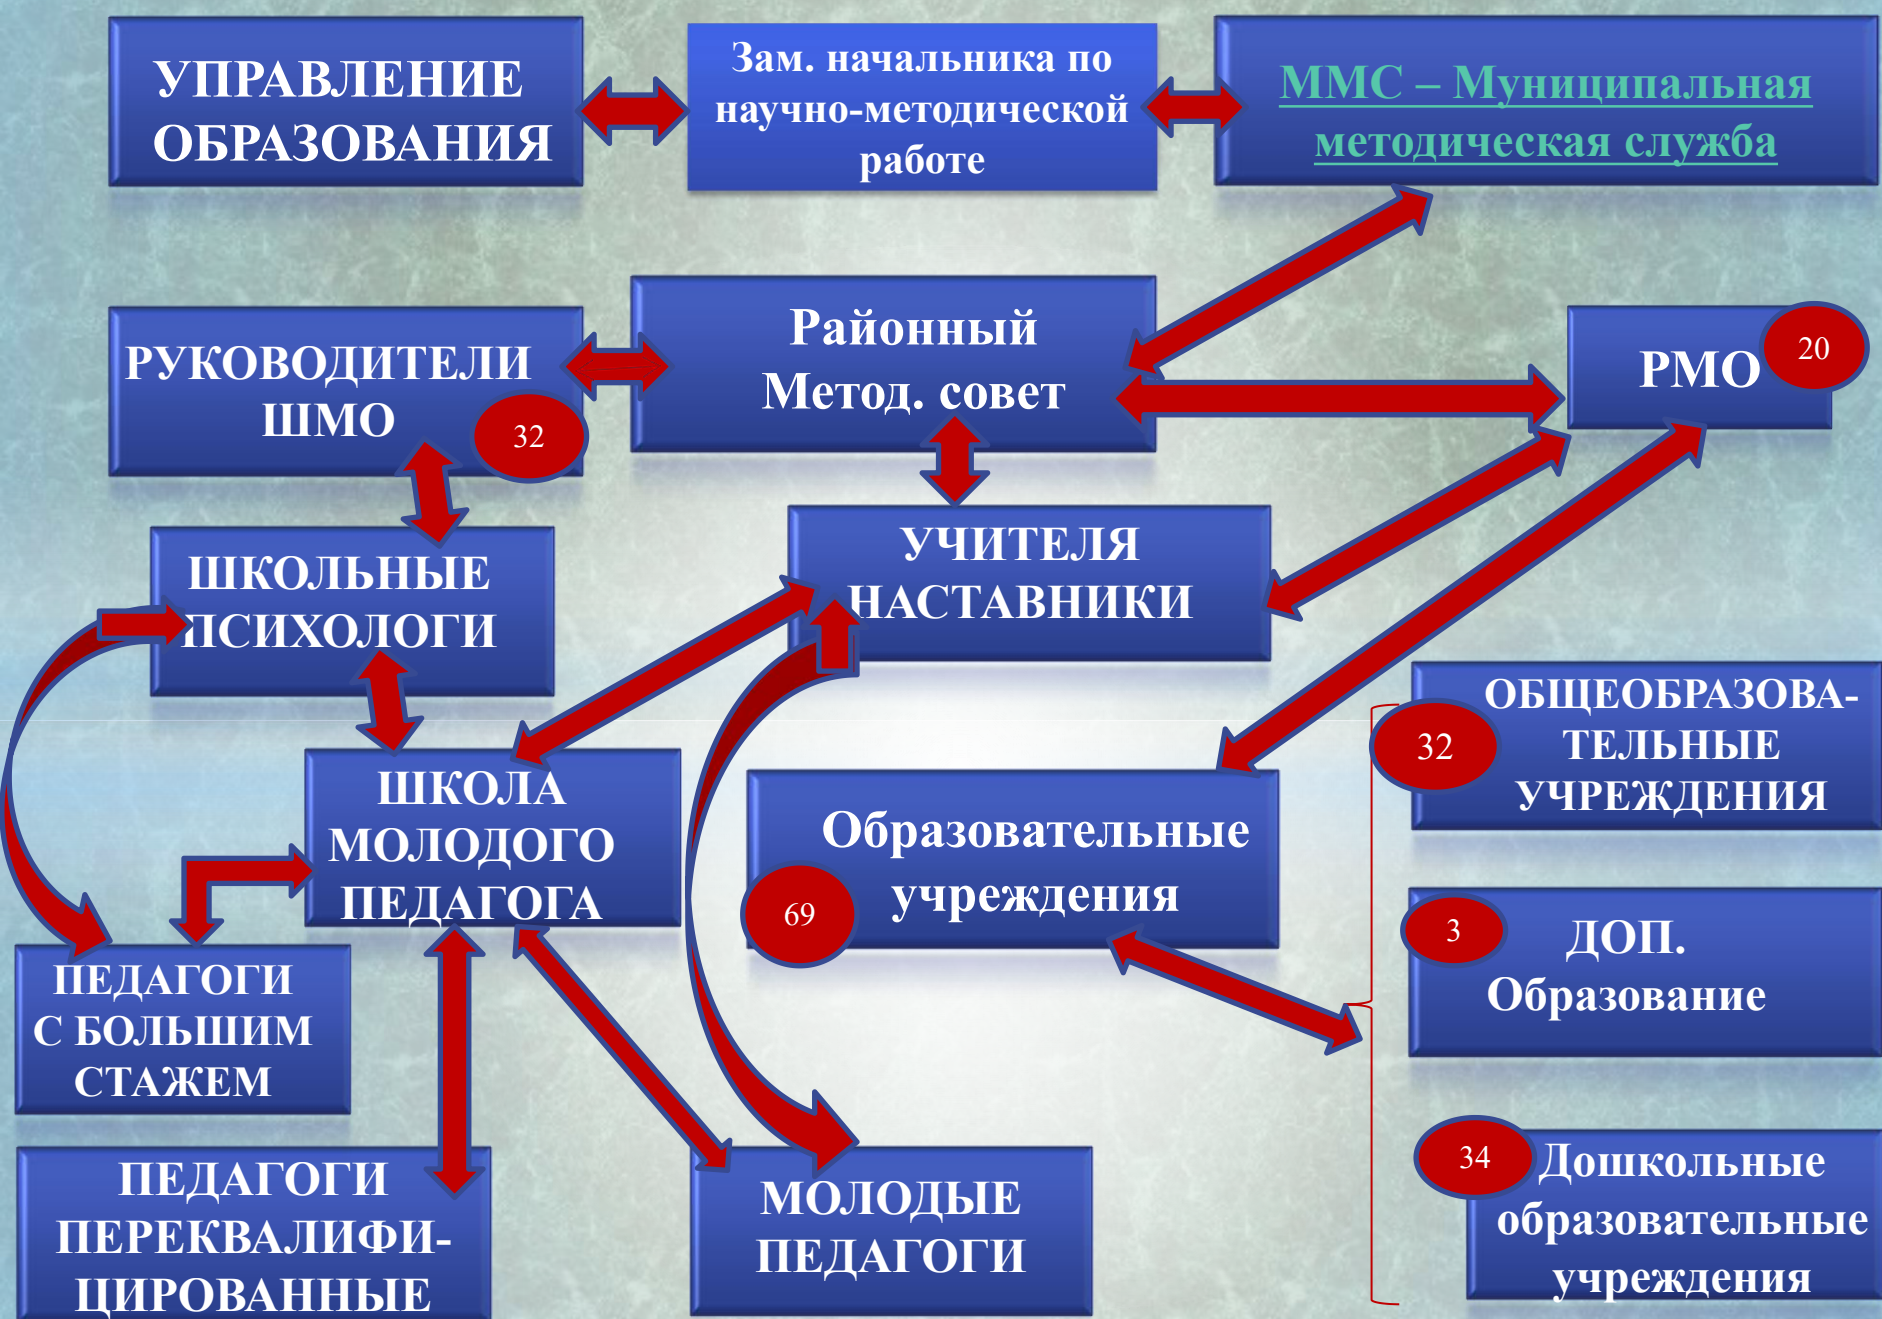 УПРАВЛЕНИЕ
ОБРАЗОВАНИЯ
Зам. начальника по
научно-методической
работе
ММС – Муниципальная
методическая служба
РУКОВОДИТЕЛИ
ШМО
32
Районный
Метод. совет
РМО
20
ШКОЛЬНЫЕ
ПСИХОЛОГИ
УЧИТЕЛЯ
НАСТАВНИКИ
ШКОЛА
МОЛОДОГО
ПЕДАГОГА
Образовательные
учреждения
69
32
ОБЩЕОБРАЗОВА-
ТЕЛЬНЫЕ
УЧРЕЖДЕНИЯ
3
ДОП.
Образование
34
Дошкольные
образовательные
учреждения
ПЕДАГОГИ
С БОЛЬШИМ
СТАЖЕМ
ПЕДАГОГИ
ПЕРЕКВАЛИФИ-
ЦИРОВАННЫЕ
МОЛОДЫЕ
ПЕДАГОГИ